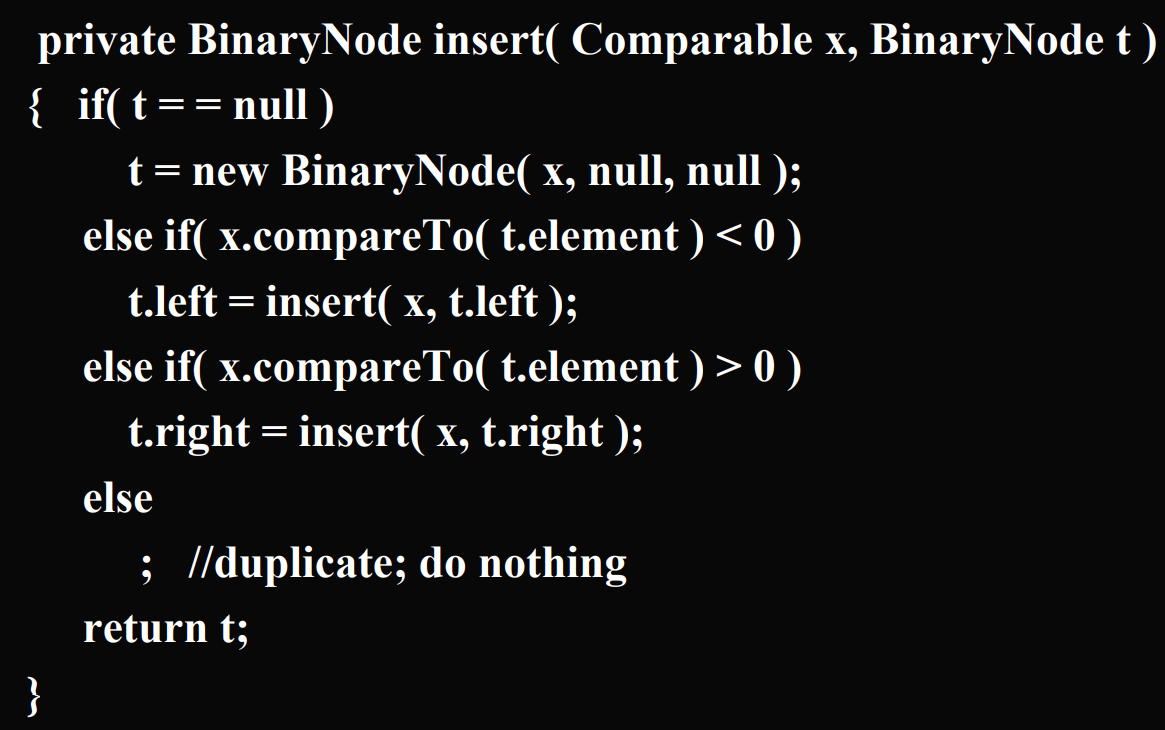 private BinaryNode insert( Comparable x, BinaryNode t )
{ if( t = = null )
t = new BinaryNode( x, null, null );
else if( x.compareTo( t.element ) < 0 )
t.left = insert( x, t.left );
else if( x.compareTo( t.element ) > 0 )
t.right = insert( x, t.right );
else
; //duplicate; do nothing
return t;
}